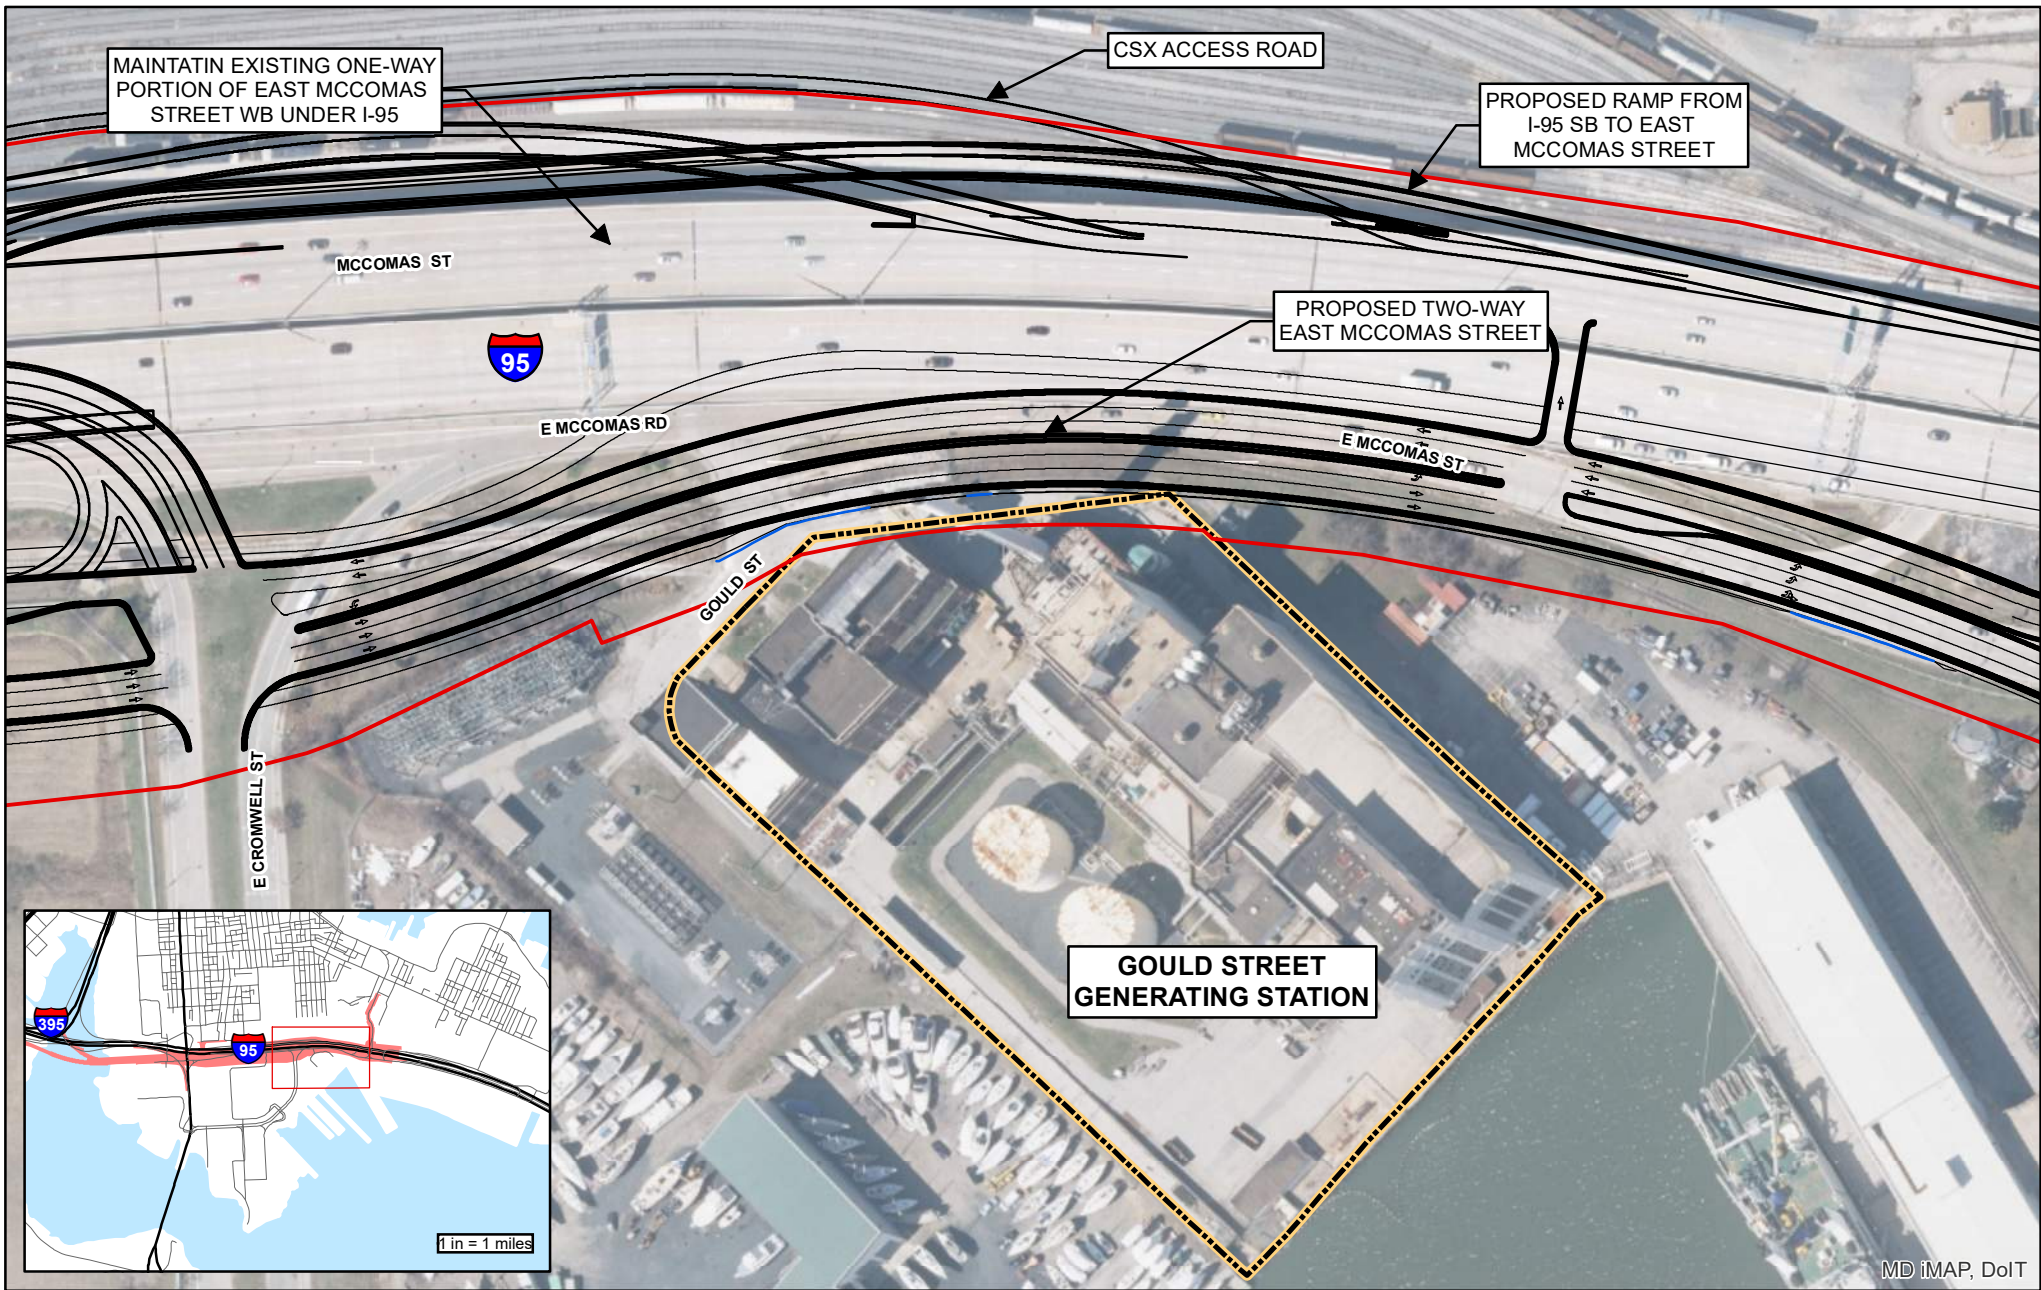 MAINTATIN EXISTING ONE-WAY
PORTION OF EAST MCCOMAS
STREET WB UNDER I-95
CSX ACCESS ROAD
PROPOSED RAMP FROM
I-95 SB TO EAST
MCCOMAS STREET
MCCOMAS ST
PROPOSED TWO-WAY
EAST MCCOMAS STREET
95
E MCCOMAS RD
E MCCOMAS ST
GOULD ST
E CROMWELL ST
GOULD STREET
GENERATING STATION
395
95
1 in = 1 miles
MD iMAP, DoIT